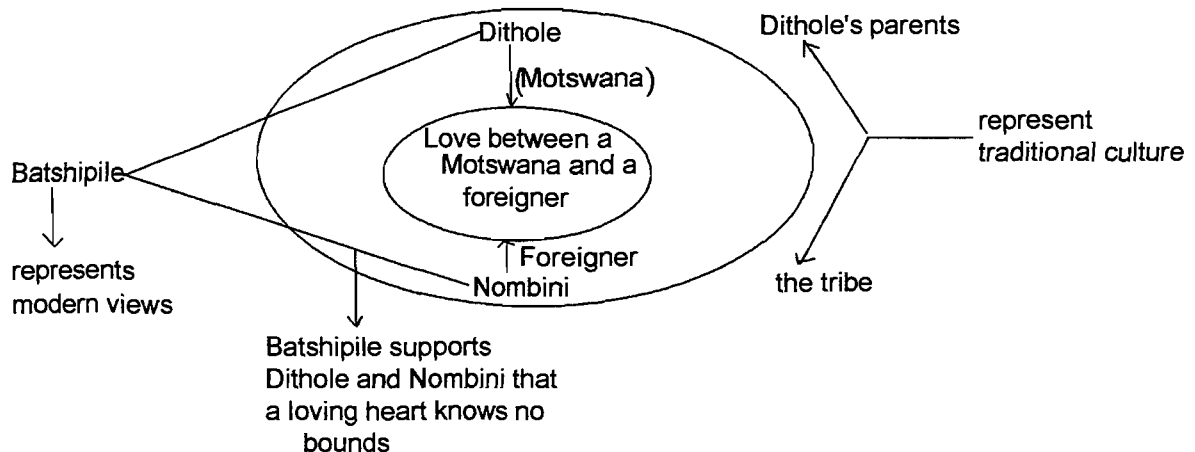 Dithole
(Motswana)
Love between a
Motswana and a
foreigner
Foreigner
Nombini
Batshipile
represents
modern views
Batshipile supports
Dithole and Nombini that
a loving heart knows no
bounds
Dithole's parents
represent
traditional culture
the tribe